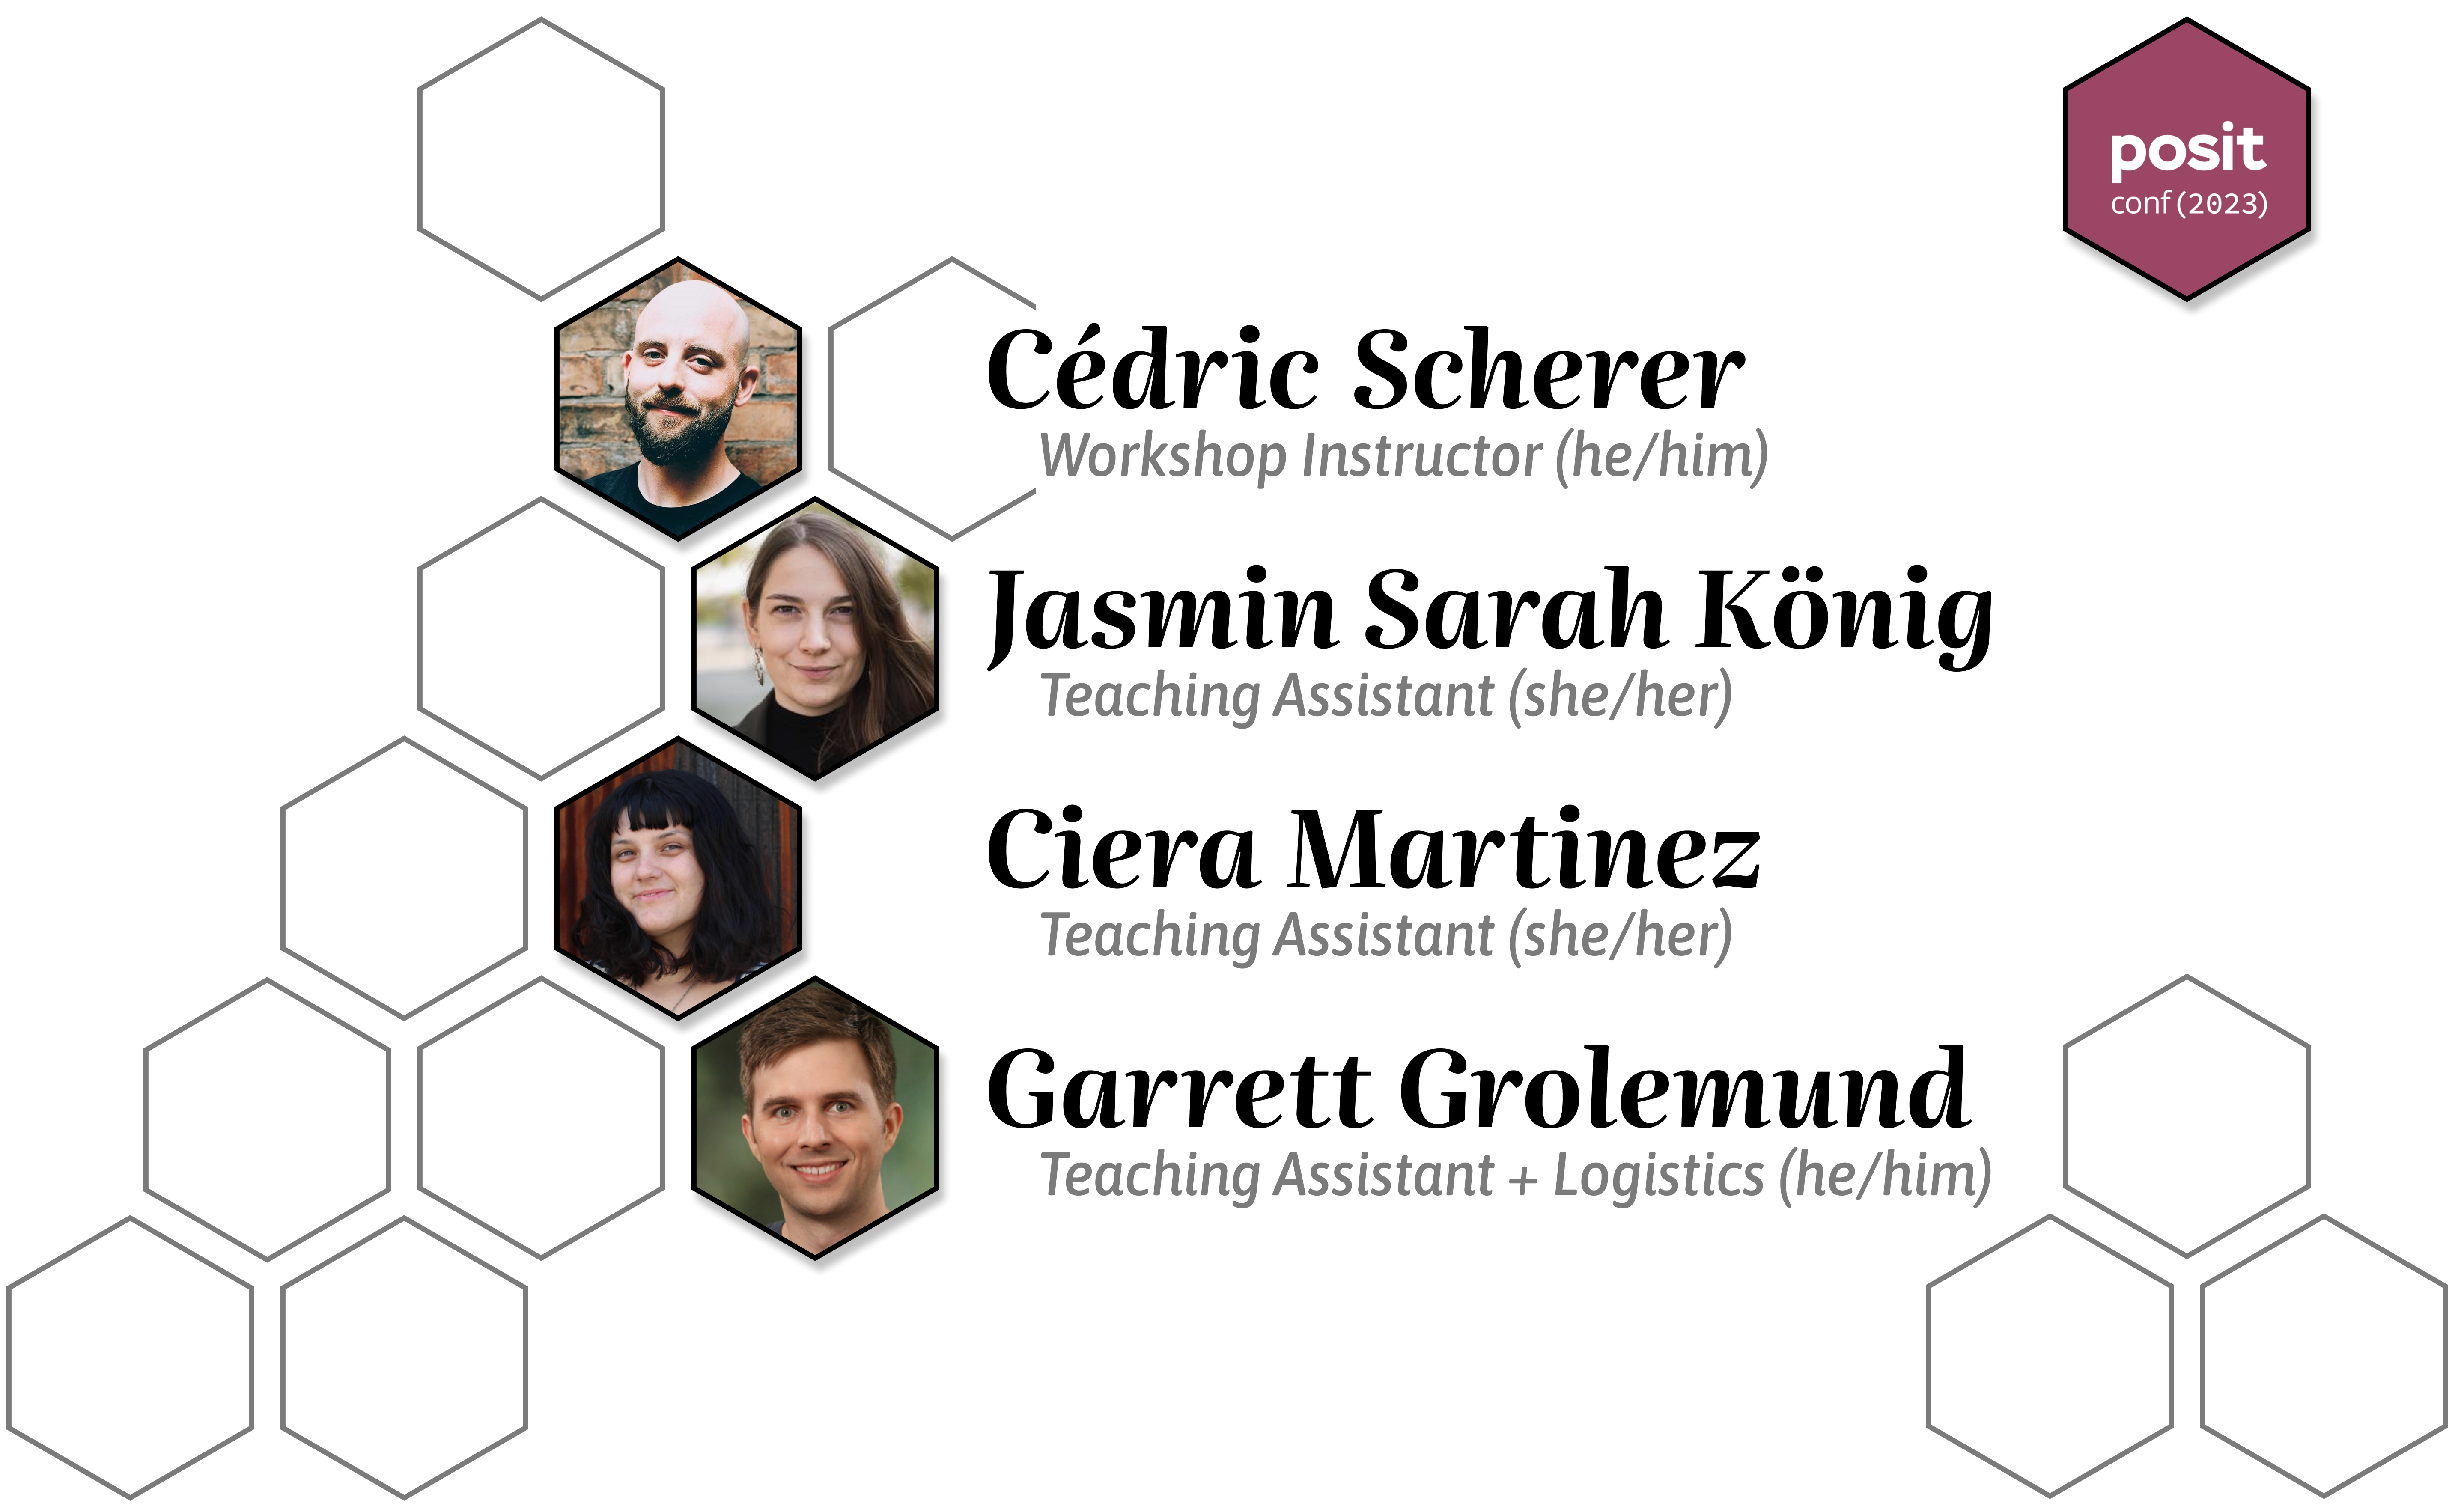 posit
conf(2023)
Cédric Scherer
Workshop Instructor (he/him)
Jasmin Sarah König
Teaching Assistant (she/her)
Ciera Martinez
Teaching Assistant (she/her)
Garrett Grolemund
Teaching Assistant + Logistics (he/him)